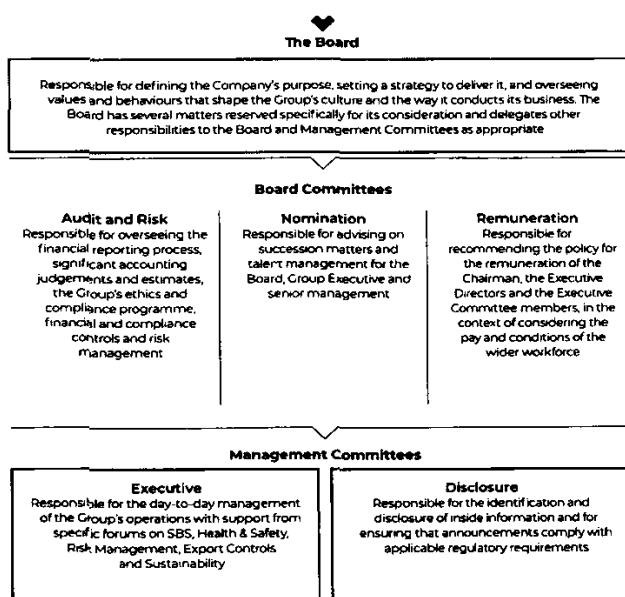 The Board
Responsible for defining the Company's purpose, setting a strategy to deliver it, and overseeing
values and behaviours that shape the Group's culture and the way it conducts its business. The
Board has several matters reserved specifically for its consideration and delegates other
responsibilities to the Board and Management Committees as appropriate
Board Committees
Audit and Risk
Responsible for overseeing the
financial reporting process,
significant accounting
judgements and estimates,
the Group's ethics and
compliance programme,
financial and compliance
controls and risk
management
Nomination
Responsible for advising on
succession matters and
talent management for the
Board, Group Executive and
senior management
Remuneration
Responsible for
recommending the policy for
the remuneration of the
Chairman, the Executive
Directors and the Executive
Committee members, in the
context of considering the
pay and conditions of the
wider workforce
Management Committees
Executive
Responsible for the day-to-day management
of the Group's operations with support from
specific forums on SBS, Health & Safety,
Risk Management, Export Controls
and Sustainability
Disclosure
Responsible for the identification and
disclosure of inside information and for
ensuring that announcements comply with
applicable regulatory requirements